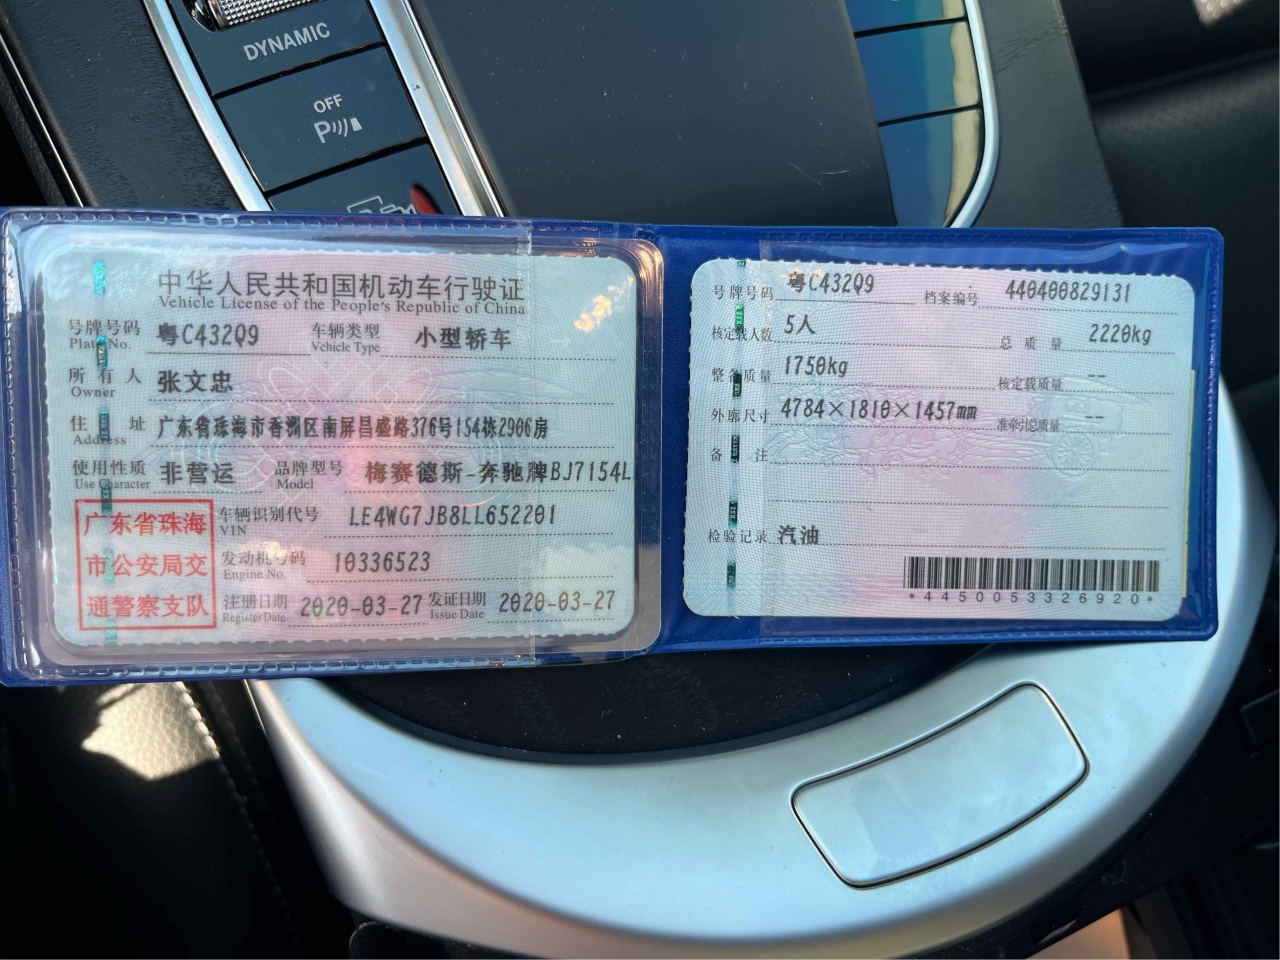 DYNAMIC
OFF
P
中华人民共和国机动车行驶证
Vehicle License of the People's Republic of China
号牌号码 粤C432Q9 车辆类型 小型轿车
Plate No. Vehicle Type
所有人 张文忠
Owner
住址 广东省珠海市香洲区南屏昌盛路376号154栋2906房
Address
使用性质 非营运 品牌型号 梅赛德斯-奔驰牌BJ7154L
Use Character Model
广东省珠海
市公安局交
通警察支队
车辆识别代号 LE4WG7JB8LL652201
VIN
发动机号码 10336523
Engine No.
注册日期 2020-03-27 发证日期 2020-03-27
Register Date Issue Date
号牌号码 粤C432Q9 档案编号 440400829131
核定载人数 5人 总质量 2220kg
整备质量 1750kg 核定载质量 --
外廓尺寸 4784×1810×1457mm 准牵引总质量 --
备注
检验记录 汽油
*4450053326920*